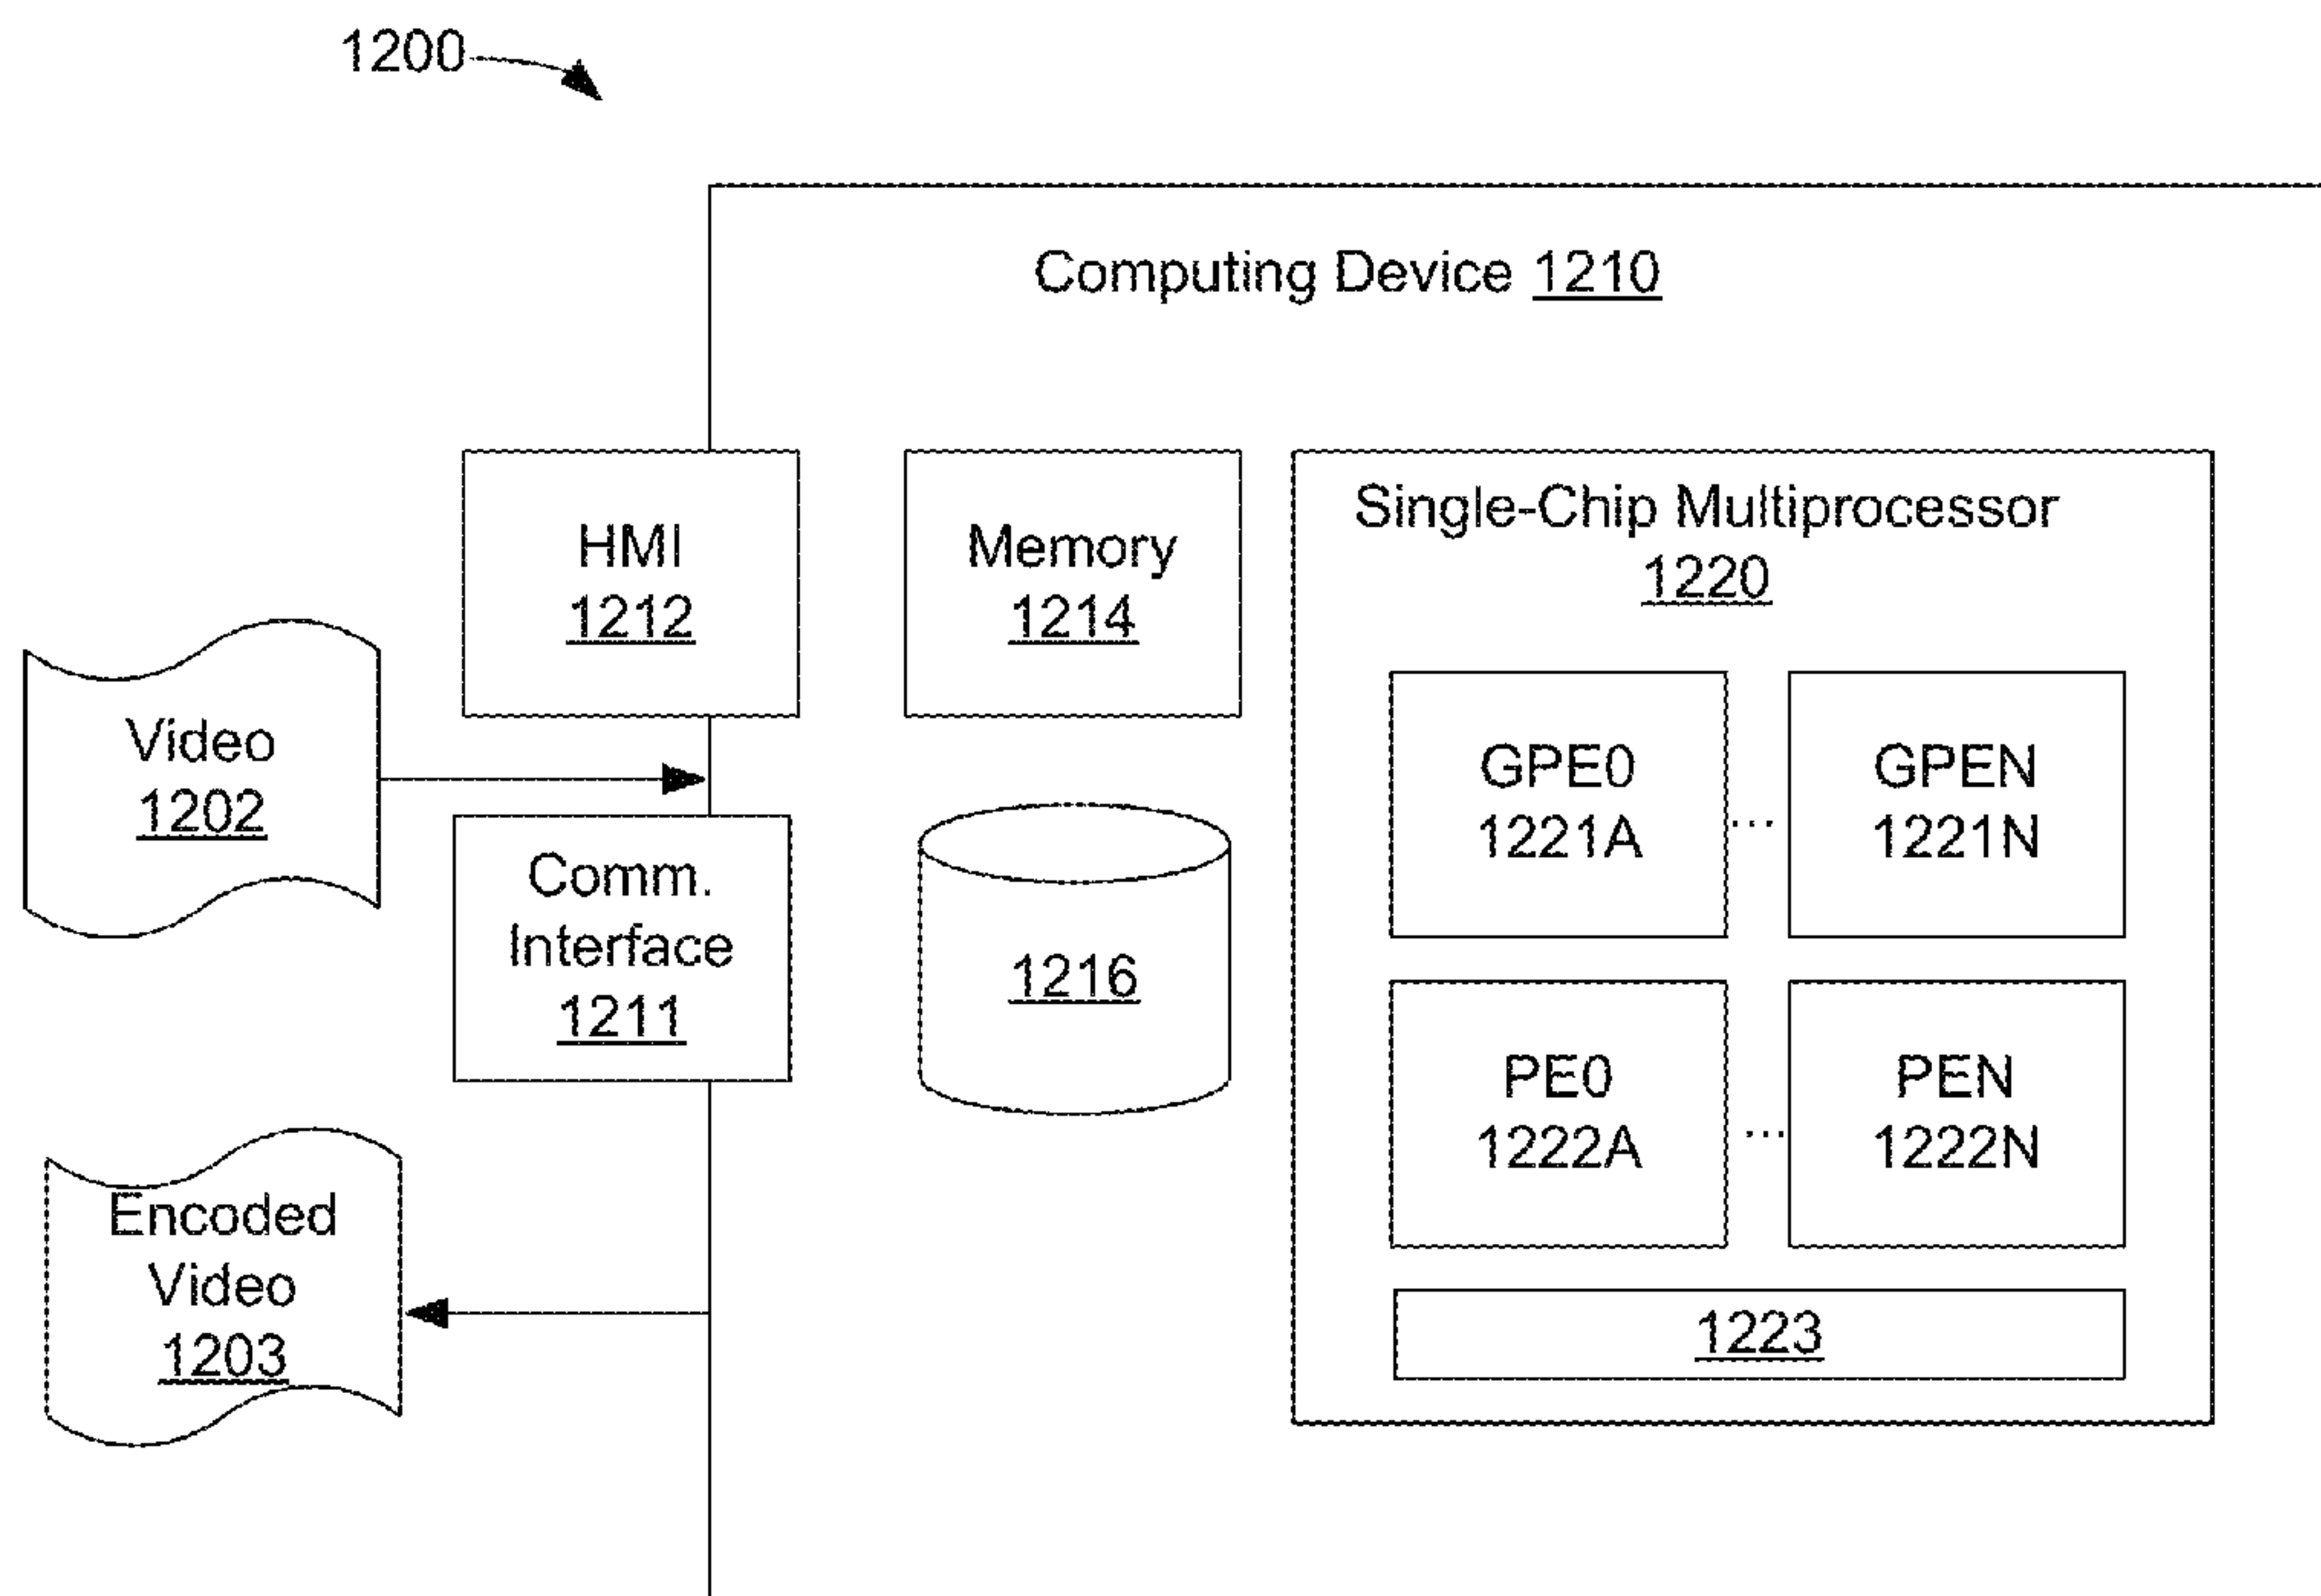 1200
Computing Device 1210
HMI
1212
Memory
1214
Single-Chip Multiprocessor
1220
Video
1202
GPE0
1221A
...
GPEN
1221N
Comm.
Interface
1211
1216
PE0
1222A
...
PEN
1222N
Encoded
Video
1203
1223